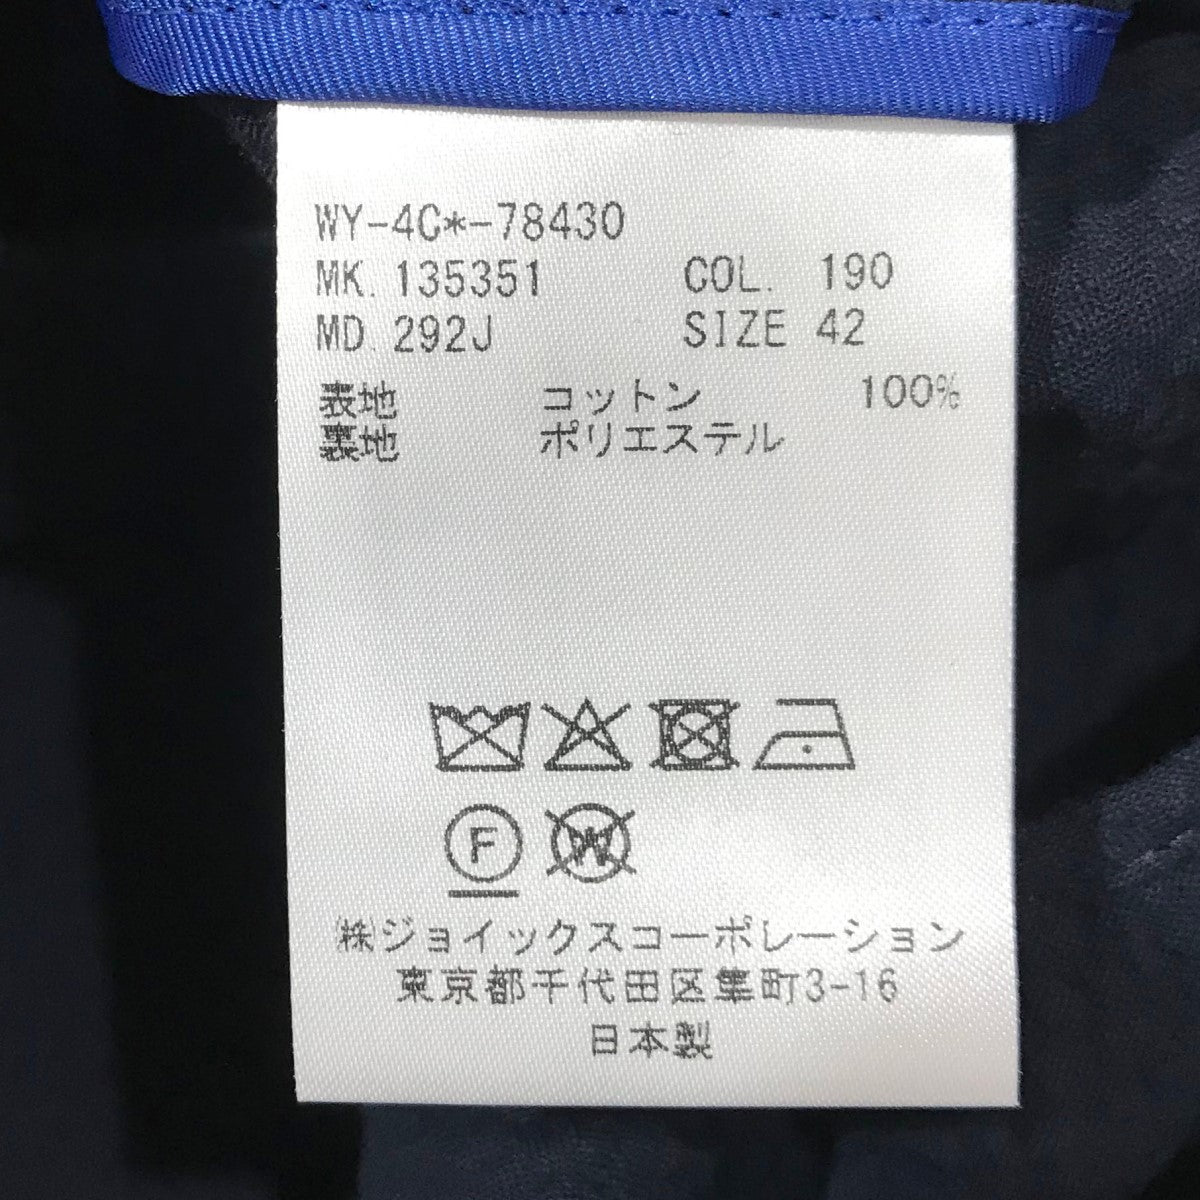 WY-4C*-78430
MK. 135351 COL. 190
MD. 292J SIZE 42
表地 コットン 100%
裏地 ポリエステル
F W
㈱ジョイックスコーポレーション
東京都千代田区隼町3-16
日本製